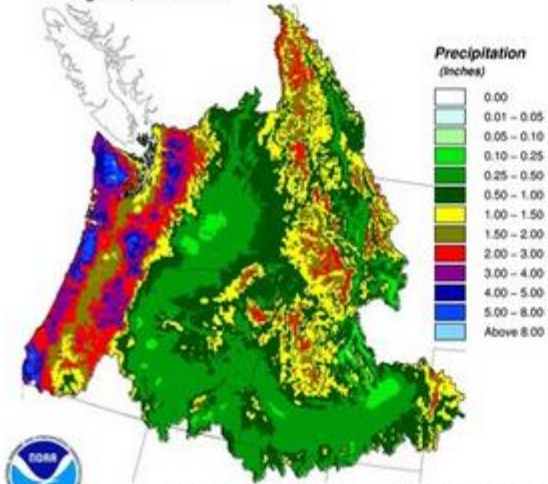 Precipitation
(Inches)
0.00
0.01 - 0.05
0.05 - 0.10
0.10 - 0.25
0.25 - 0.50
0.50 - 1.00
1.00 - 1.50
1.50 - 2.00
2.00 - 3.00
3.00 - 4.00
4.00 - 5.00
5.00 - 8.00
Above 8.00
NOAA